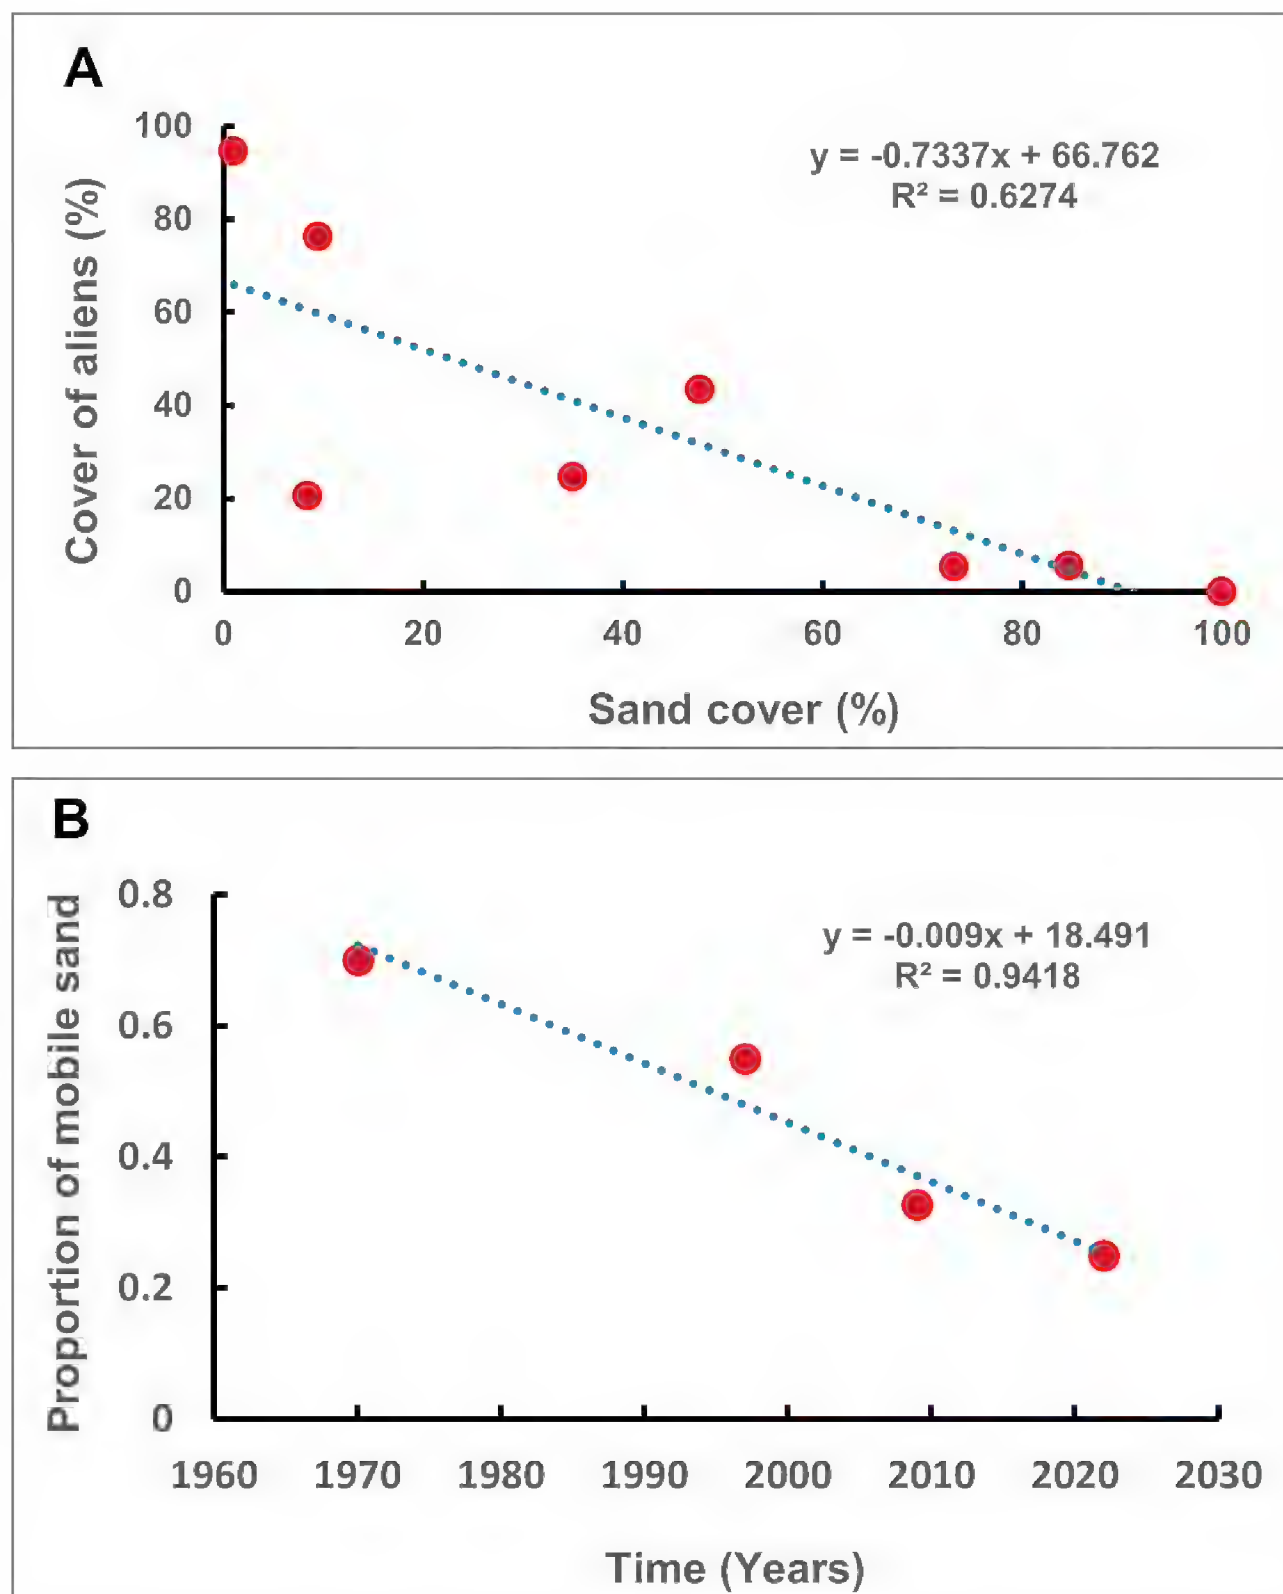 A
y = -0.7337x + 66.762
R² = 0.6274
Cover of aliens (%)
100
80
60
40
20
0
0 20 40 60 80 100
Sand cover (%)
B
y = -0.009x + 18.491
R² = 0.9418
Proportion of mobile sand
0.8
0.6
0.4
0.2
0
1960 1970 1980 1990 2000 2010 2020 2030
Time (Years)